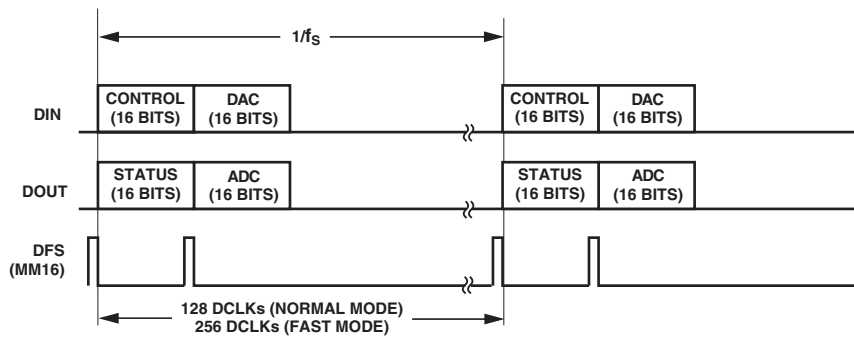 1/fS
DIN
CONTROL
(16 BITS)
DAC
(16 BITS)
CONTROL
(16 BITS)
DAC
(16 BITS)
DOUT
STATUS
(16 BITS)
ADC
(16 BITS)
STATUS
(16 BITS)
ADC
(16 BITS)
DFS
(MM16)
128 DCLKs (NORMAL MODE)
256 DCLKs (FAST MODE)